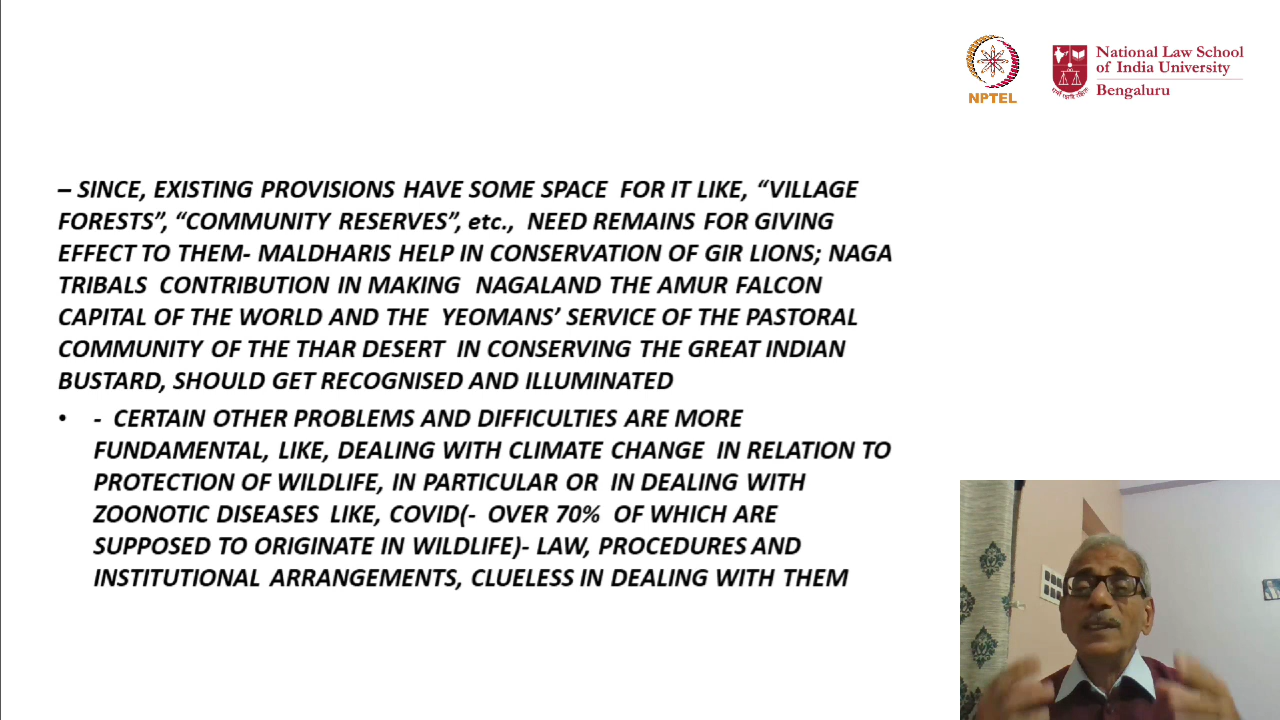 NPTEL
National Law School
of India University
Bengaluru
– SINCE, EXISTING PROVISIONS HAVE SOME SPACE FOR IT LIKE, “VILLAGE
FORESTS”, “COMMUNITY RESERVES”, etc., NEED REMAINS FOR GIVING
EFFECT TO THEM- MALDHARIS HELP IN CONSERVATION OF GIR LIONS; NAGA
TRIBALS CONTRIBUTION IN MAKING NAGALAND THE AMUR FALCON
CAPITAL OF THE WORLD AND THE YEOMANS’ SERVICE OF THE PASTORAL
COMMUNITY OF THE THAR DESERT IN CONSERVING THE GREAT INDIAN
BUSTARD, SHOULD GET RECOGNISED AND ILLUMINATED
• - CERTAIN OTHER PROBLEMS AND DIFFICULTIES ARE MORE
FUNDAMENTAL, LIKE, DEALING WITH CLIMATE CHANGE IN RELATION TO
PROTECTION OF WILDLIFE, IN PARTICULAR OR IN DEALING WITH
ZOONOTIC DISEASES LIKE, COVID(- OVER 70% OF WHICH ARE
SUPPOSED TO ORIGINATE IN WILDLIFE)- LAW, PROCEDURES AND
INSTITUTIONAL ARRANGEMENTS, CLUELESS IN DEALING WITH THEM